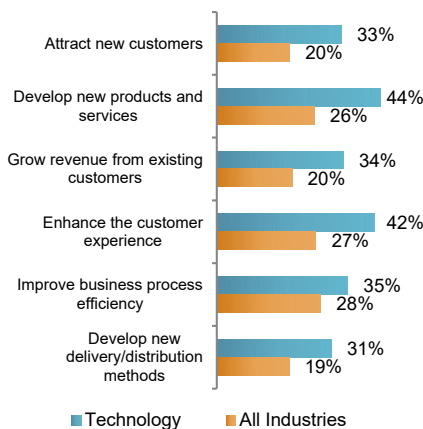 Attract new customers
33%
20%
Develop new products and
services
44%
26%
Grow revenue from existing
customers
34%
20%
Enhance the customer
experience
42%
27%
Improve business process
efficiency
35%
28%
Develop new
delivery/distribution
methods
31%
19%
Technology
All Industries